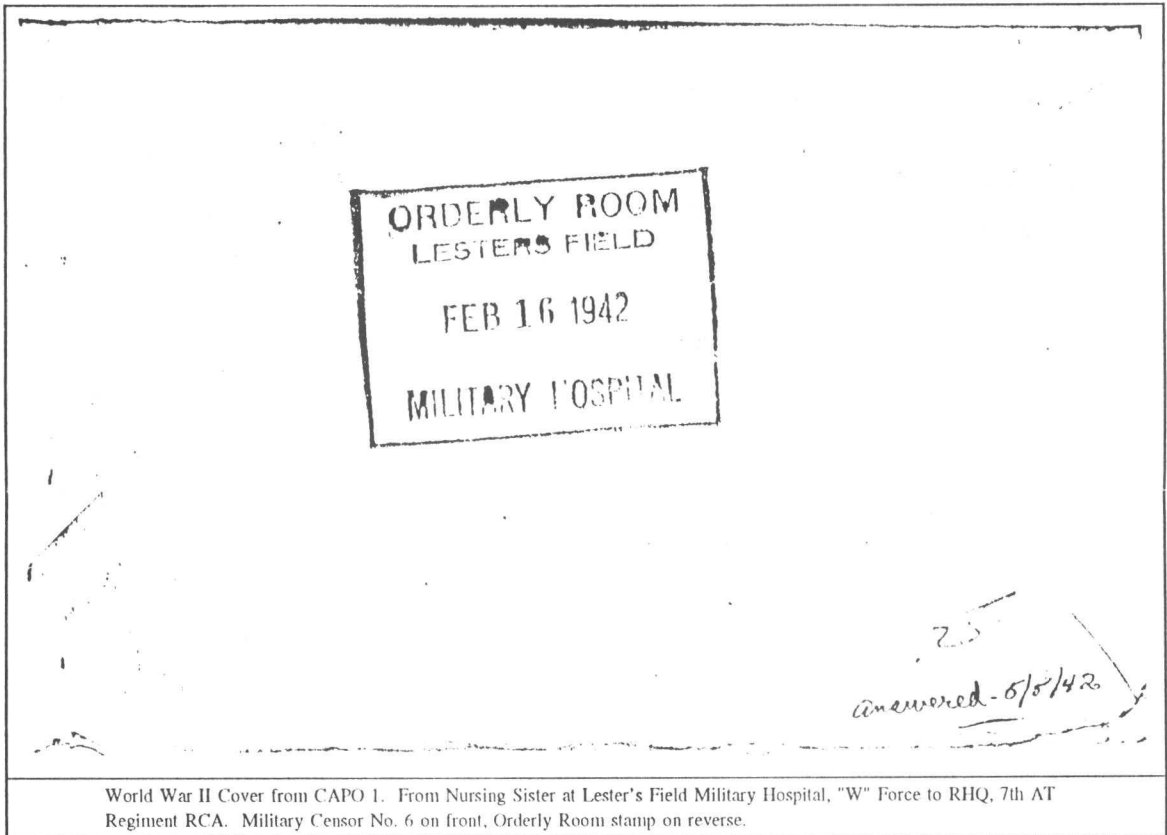 ORDERLY ROOM
LESTERS FIELD
FEB 16 1942
MILITARY HOSPITAL
answered - 5/5/42
World War II Cover from CAPO 1. From Nursing Sister at Lester's Field Military Hospital, "W" Force to RHQ, 7th AT
Regiment RCA. Military Censor No. 6 on front, Orderly Room stamp on reverse.